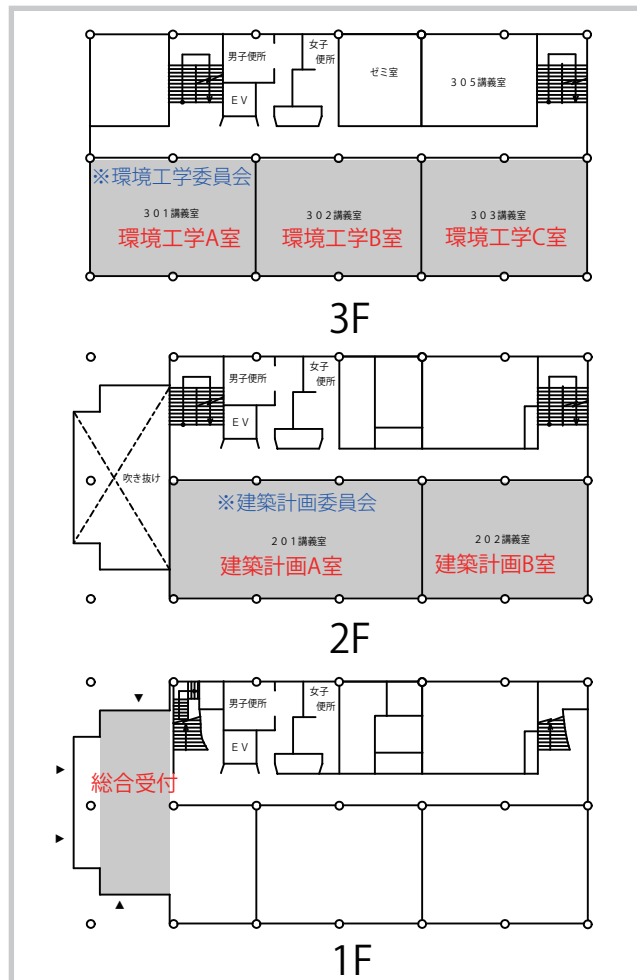 男子便所
女子
便所
ゼミ室
305講義室
EV
※環境工学委員会
301講義室
302講義室
303講義室
環境工学A室
環境工学B室
環境工学C室
3F
男子便所
女子
便所
EV
吹き抜け
※建築計画委員会
201講義室
202講義室
建築計画A室
建築計画B室
2F
男子便所
女子
便所
EV
総合受付
1F